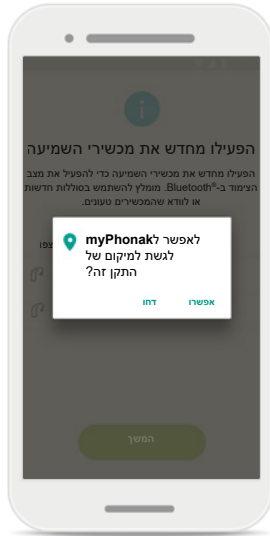 הפעילו מחדש את מכשירי השמיעה
הפעילו מחדש את מכשירי השמיעה כדי להפעיל את מצב
הצימוד ב-Bluetooth®. מומלץ להשתמש בסוללות חדשות
או לוודא שהמכשירים טעונים.
צפו
לאפשר לmyPhonak
לגשת למיקום של
התקן זה?
אפשרו דחו
המשך